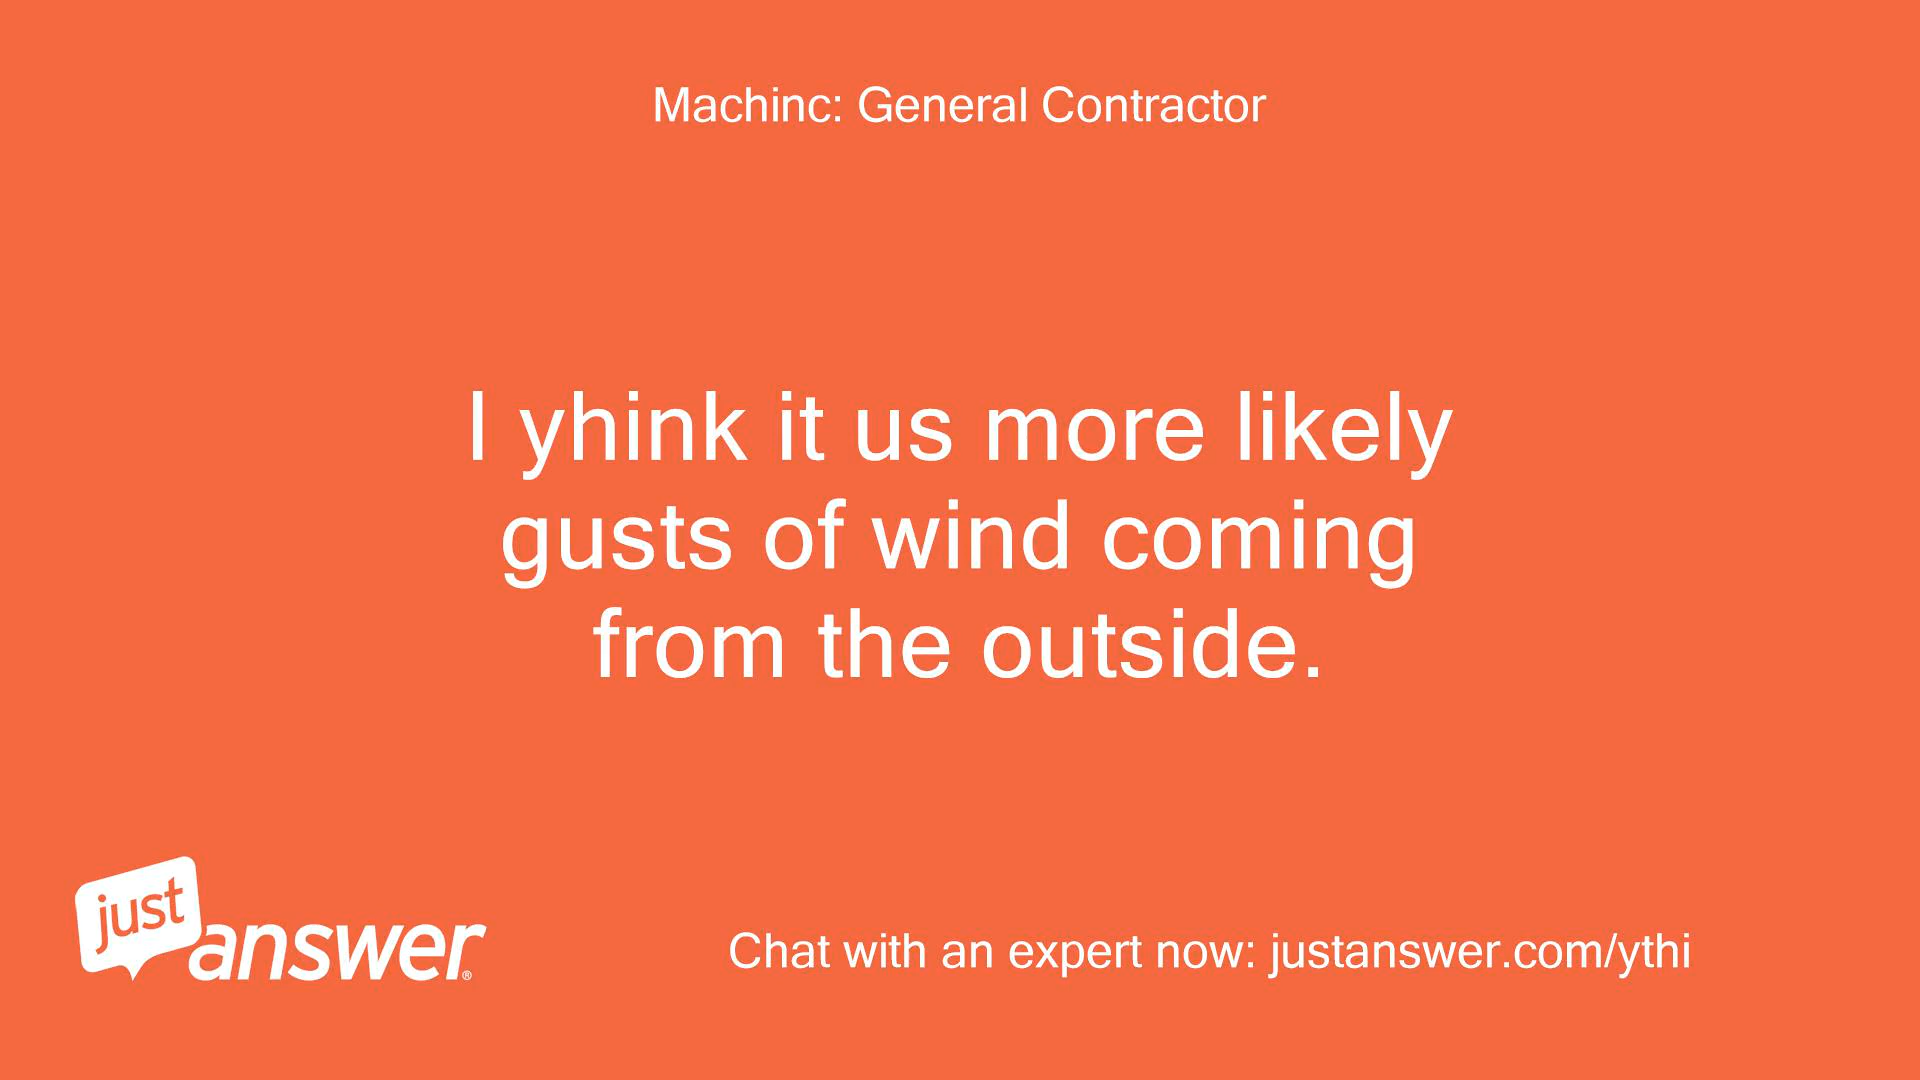 Machinc: General Contractor
I yhink it us more likely
gusts of wind coming
from the outside.
just
answer®
Chat with an expert now: justanswer.com/ythi